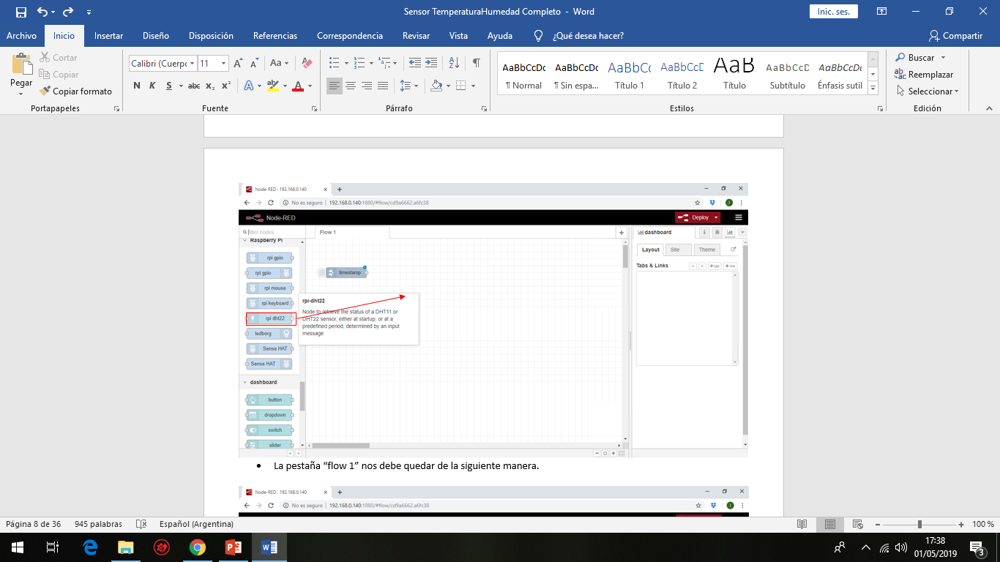 Sensor TemperaturaHumedad Completo - Word
Inic. ses.
Archivo Inicio Insertar Diseño Disposición Referencias Correspondencia Revisar Vista Ayuda ¿Qué desea hacer? Compartir
Pegar
Cortar
Copiar
Copiar formato
Portapapeles
Calibri (Cuerpo 11
Aa
N K S abc x₂ x² A ab A
Fuente
Párrafo
AaBbCcDc AaBbCcDc AaBbCc AaBbCcD AaB AaBbCcD AaBbCcDc
¶ Normal ¶ Sin espa... Título 1 Título 2 Título Subtítulo Énfasis sutil
Estilos
Buscar
Reemplazar
Seleccionar
Edición
Node-RED : 192.168.0.140
No es seguro 192.168.0.140:1880/#flow/cd9a6662.a6fc38
Node-RED
Deploy
filter nodes
Flow 1
dashboard
Raspberry Pi
rpi gpio
rpi gpio
rpi mouse
rpi keyboard
rpi dht22
ledborg
Sense HAT
Sense HAT
dashboard
button
dropdown
switch
slider
timestamp
rpi-dht22
Node to retrieve the status of a DHT11 or
DHT22 sensor, either at startup, or at a
predefined period, determined by an input
message
Layout Site Theme
Tabs & Links
+tab +link
• La pestaña “flow 1” nos debe quedar de la siguiente manera.
Node-RED : 192.168.0.140
No es seguro 192.168.0.140:1880/#flow/cd9a6662.a6fc38
Página 8 de 36 945 palabras Español (Argentina) 100 %
17:38
01/05/2019
3